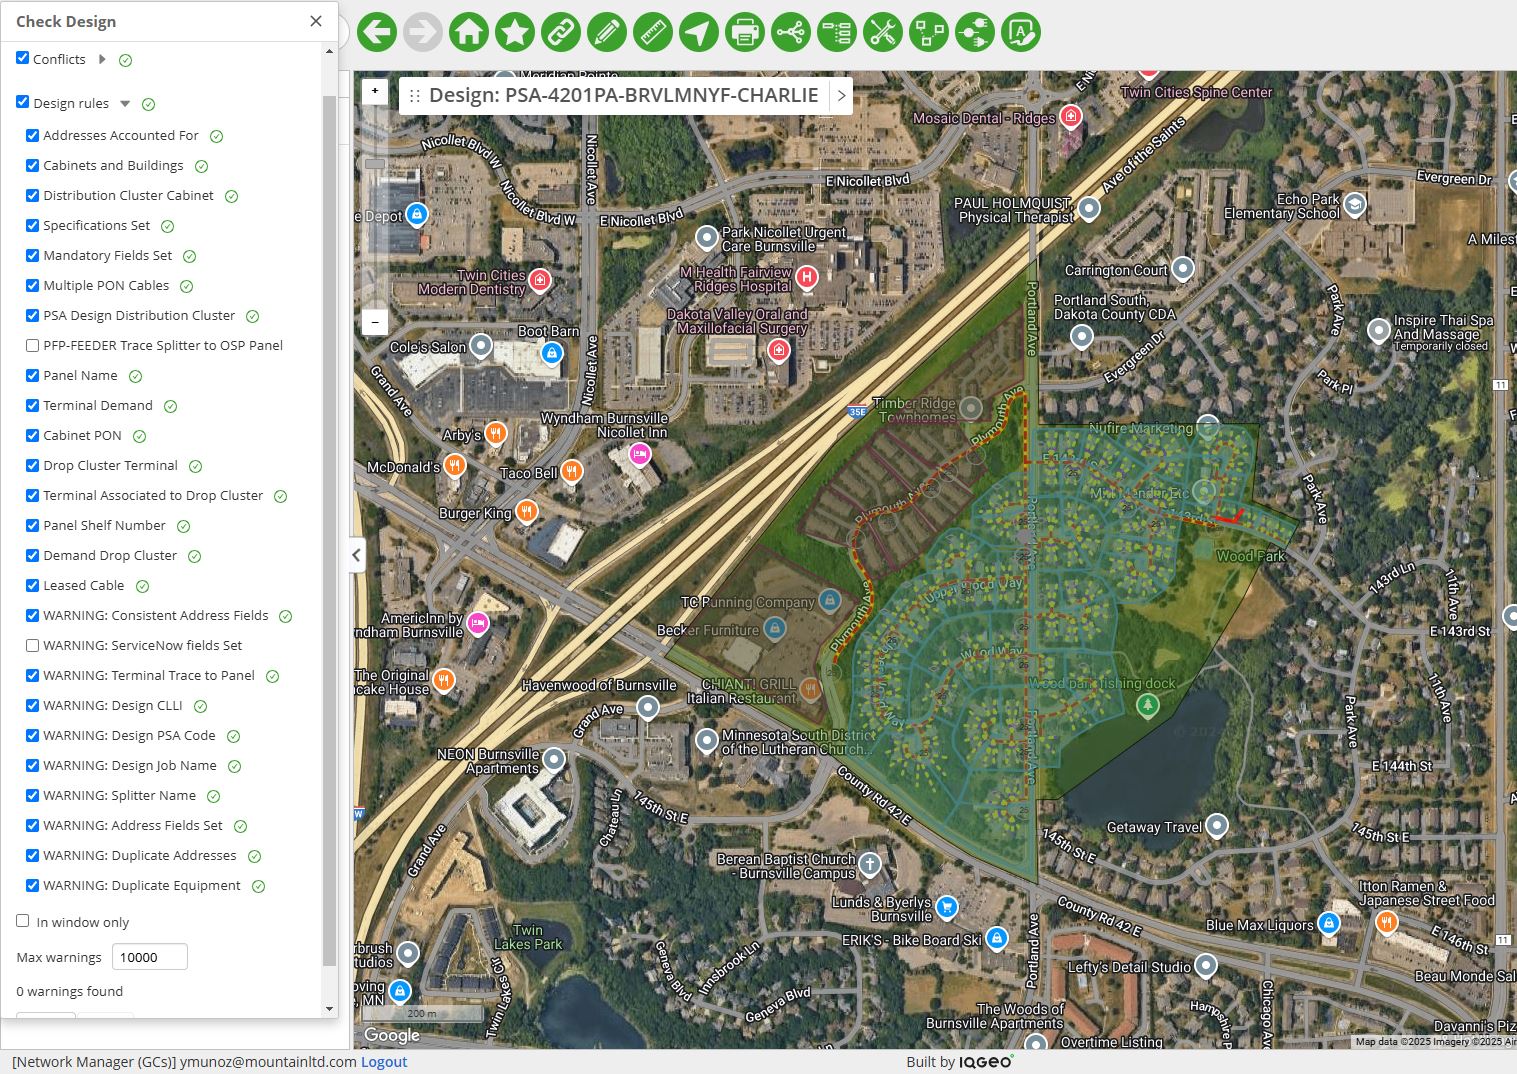 Check Design
×
Conflicts
Design rules
Addresses Accounted For
Cabinets and Buildings
Distribution Cluster Cabinet
Specifications Set
Mandatory Fields Set
Multiple PON Cables
PSA Design Distribution Cluster
PFP-FEEDER Trace Splitter to OSP Panel
Panel Name
Terminal Demand
Cabinet PON
Drop Cluster Terminal
Terminal Associated to Drop Cluster
Panel Shelf Number
Demand Drop Cluster
Leased Cable
WARNING: Consistent Address Fields
WARNING: ServiceNow fields Set
WARNING: Terminal Trace to Panel
WARNING: Design CLLI
WARNING: Design PSA Code
WARNING: Design Job Name
WARNING: Splitter Name
WARNING: Address Fields Set
WARNING: Duplicate Addresses
WARNING: Duplicate Equipment
In window only
Max warnings 10000
0 warnings found
Design: PSA-4201PA-BRVLMNYF-CHARLIE
+
−
Meridian Pointe
Twin Cities Spine Center
Mosaic Dental - Ridges
Ave of the Saints
Nicollet Blvd W
Nicollet Ave
Nicollet Blvd W
E Nicollet Blvd
E Nicollet Blvd
Evergreen Dr
Echo Park
Elementary School
PAUL HOLMQUIST,
Physical Therapist
e Depot
Park Nicollet Urgent
Care Burnsville
A Miles
Twin Cities
Modern Dentistry
M Health Fairview
Ridges Hospital
Carrington Court
Portland South,
Dakota County CDA
Portland Ave
Park Ave
Dakota Valley Oral and
Maxillofacial Surgery
Boot Barn
Cole's Salon
Nicollet Ave
Inspire Thai Spa
And Massage
Temporarily closed
Evergreen Dr
Park Pl
11
Grand Ave
35E
Timber Ridge
Townhomes
Plymouth Ave
Wyndham Burnsville
Nicollet Inn
Nufire Marketing
Arby's
McDonald's
Taco Bell
Burger King
Plymouth Ave
Park Ave
Wood Park
Upper Wood Way
143rd Ln
11th Ave
TC Running Company
Becker Furniture
Plymouth Ave
AmericInn by
ndham Burnsville
E 143rd St
Wood Way
The Original
ncake House
Havenwood of Burnsville
CHIANTI GRILL
Italian Restaurant
Wood park fishing dock
11th Ave
Park Ave
Grand Ave
Minnesota South District
of the Lutheran Church...
Portland Ave
NEON Burnsville
Apartments
E 144th St
County Rd 42 E
145th St E
Chateau Ln
Getaway Travel
145th St E
145th St E
Grand Ave
Berean Baptist Church
- Burnsville Campus
Itton Ramen &
Japanese Street Food
Lunds & Byerlys
Burnsville
County Rd 42 E
Blue Max Liquors
E 146th St
Twin
Lakes Park
ERIK'S - Bike Board Ski
11
rbrush
tudios
Geneva Blvd
Innsbrook Ln
Portland Ave
Lefty's Detail Studio
Beau Monde Sal
oving
, MN
Twin Lakes Cir
Geneva Blvd
The Woods of
Burnsville Apartments
Hampshire
Chicago Ave
200 m
Google
Davanni's Piz
Overtime Listing
Map data ©2025 Imagery ©2025 Air
[Network Manager (GCs)] ymunoz@mountainltd.com Logout
Built by IQGEO